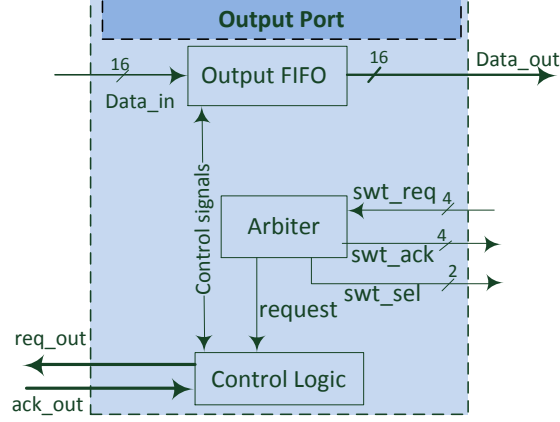 Output Port
16
Output FIFO
16
Data_out
Data_in
Control signals
swt_req
4
Arbiter
4
swt_ack
2
swt_sel
request
req_out
Control Logic
ack_out